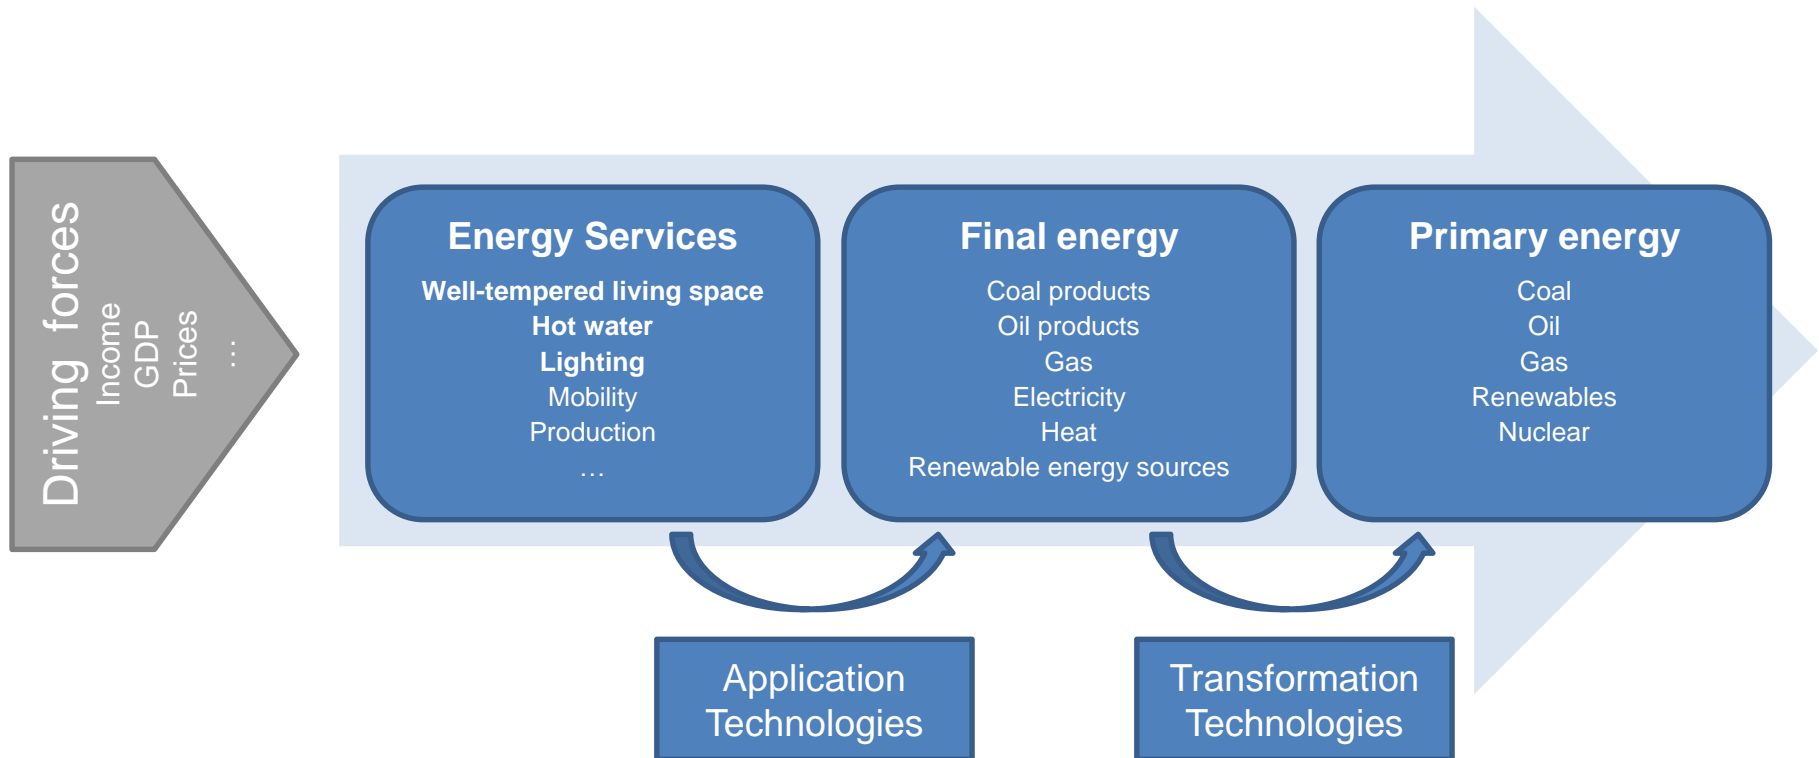 Driving forces
Income
GDP
Prices
…
Energy Services
Well-tempered living space
Hot water
Lighting
Mobility
Production
…
Final energy
Coal products
Oil products
Gas
Electricity
Heat
Renewable energy sources
Primary energy
Coal
Oil
Gas
Renewables
Nuclear
Application
Technologies
Transformation
Technologies